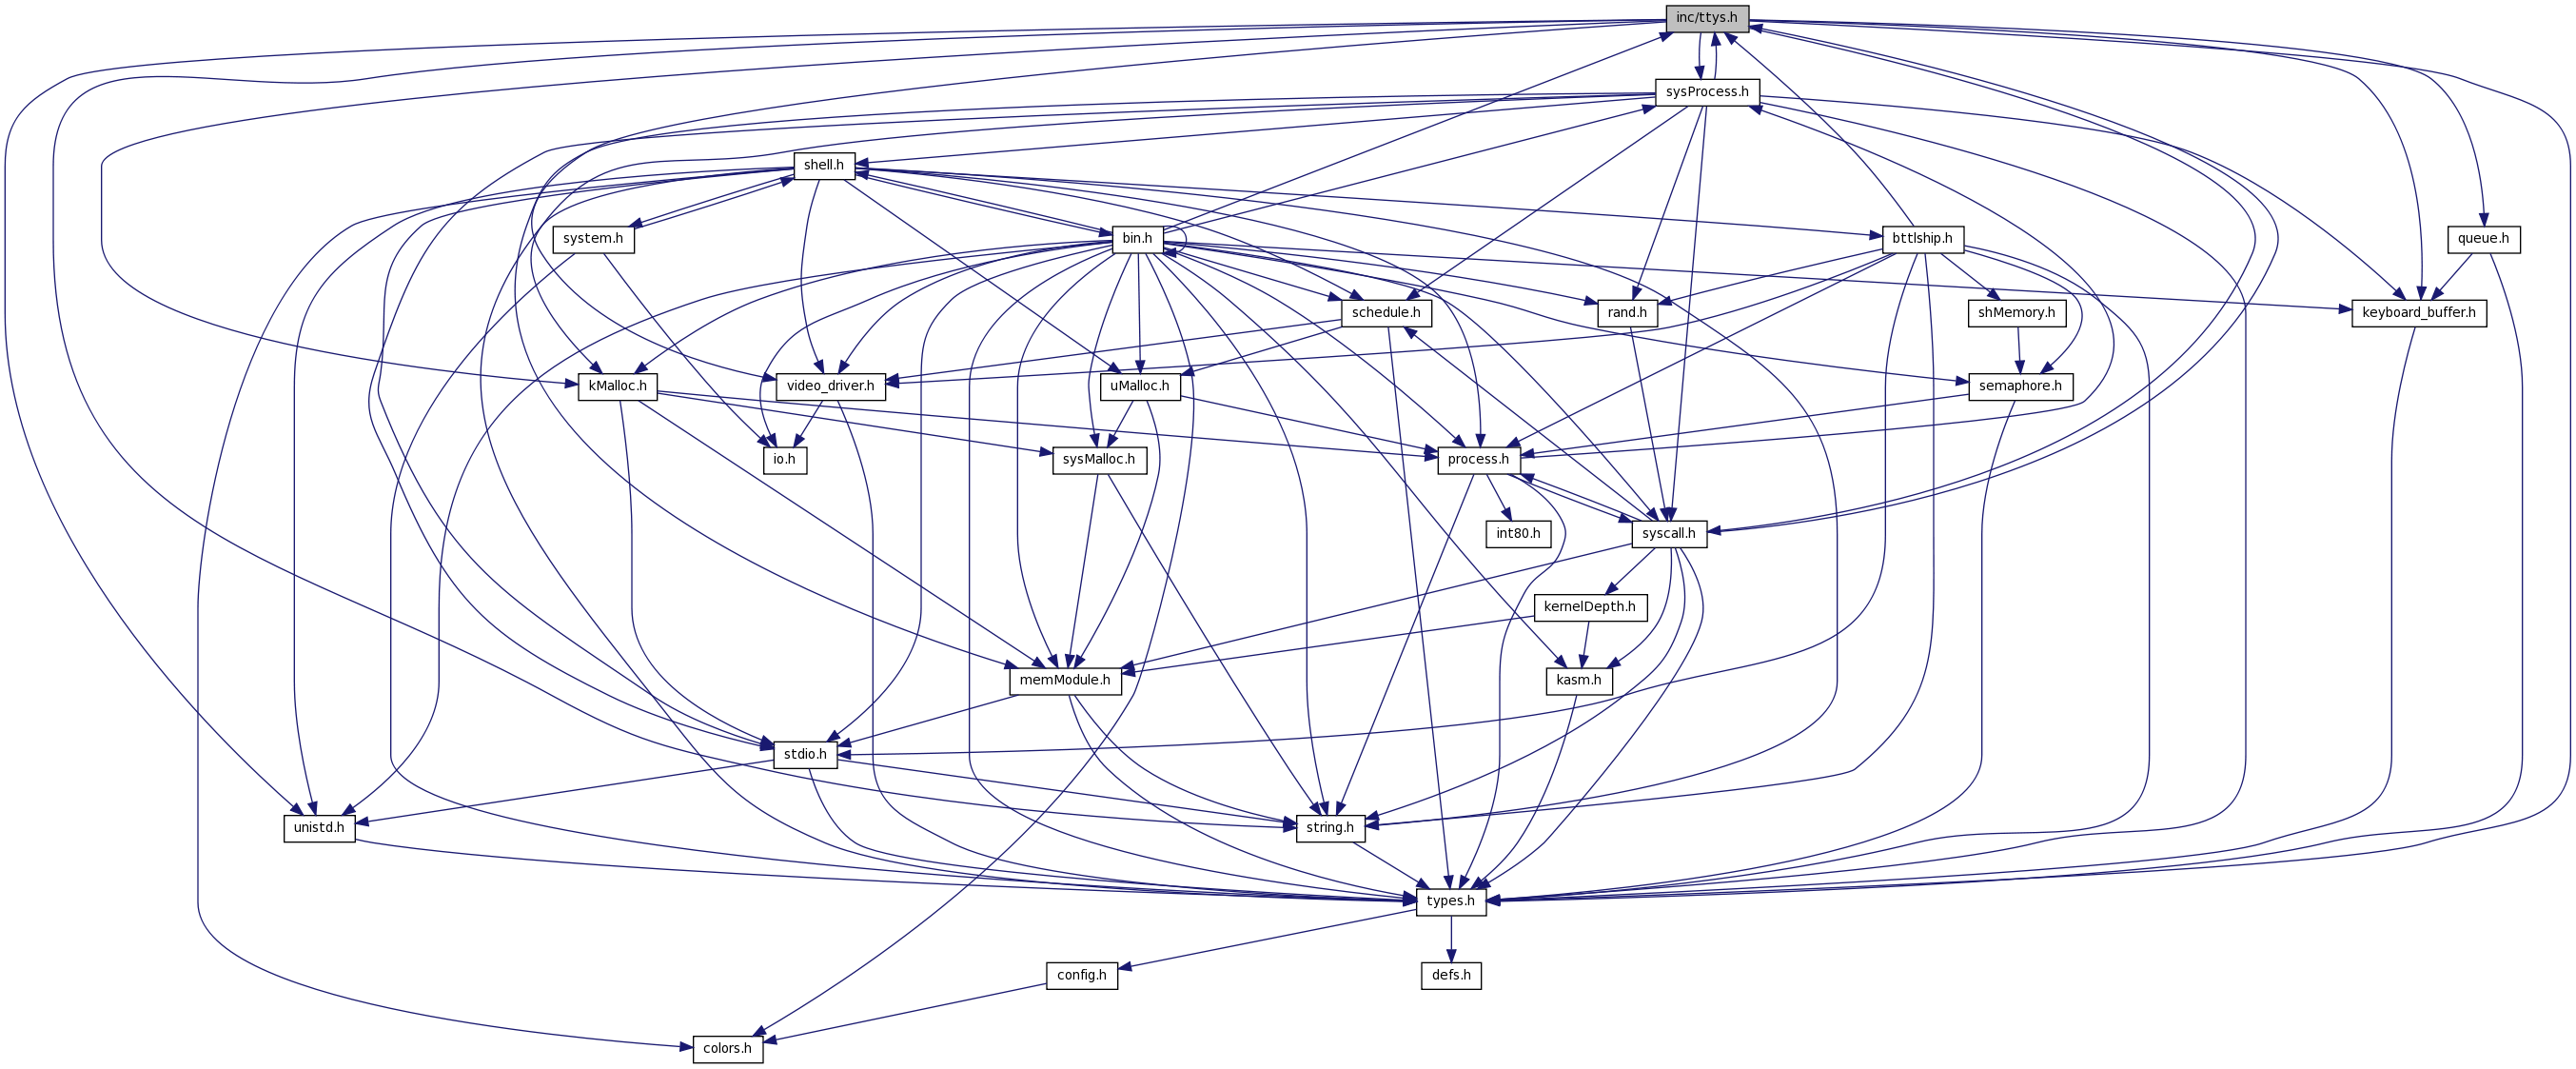 inc/ttys.h
sysProcess.h
shell.h
system.h
bin.h
bttlship.h
queue.h
schedule.h
rand.h
shMemory.h
keyboard_buffer.h
kMalloc.h
video_driver.h
uMalloc.h
semaphore.h
io.h
sysMalloc.h
process.h
int80.h
syscall.h
kernelDepth.h
memModule.h
kasm.h
stdio.h
unistd.h
string.h
types.h
config.h
defs.h
colors.h